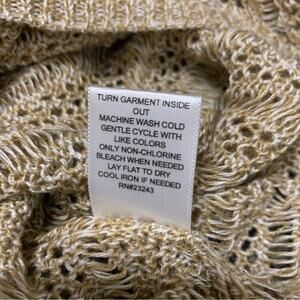 TURN GARMENT INSIDE
OUT
MACHINE WASH COLD
GENTLE CYCLE WITH
LIKE COLORS
ONLY NON-CHLORINE
BLEACH WHEN NEEDED
LAY FLAT TO DRY
COOL IRON IF NEEDED
RN#23243